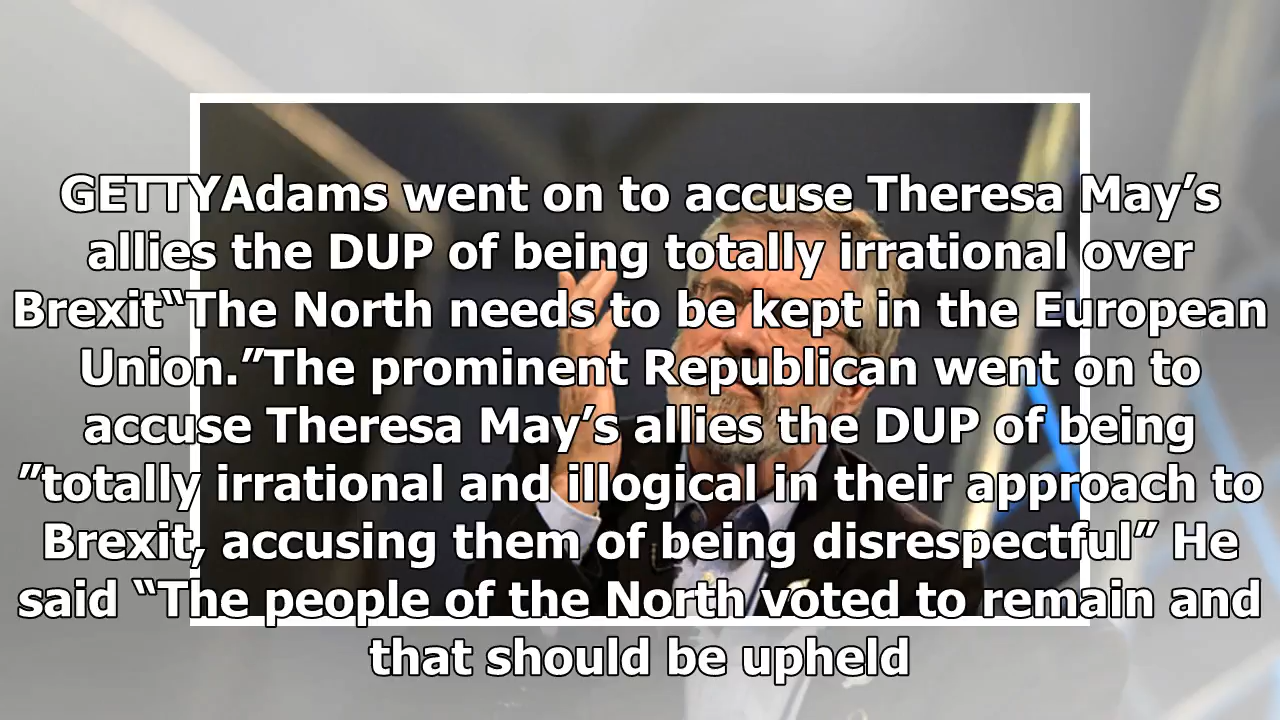 GETTYAdams went on to accuse Theresa May’s
allies the DUP of being totally irrational over
Brexit“The North needs to be kept in the European
Union.”The prominent Republican went on to
accuse Theresa May’s allies the DUP of being
”totally irrational and illogical in their approach to
Brexit, accusing them of being disrespectful” He
said “The people of the North voted to remain and
that should be upheld